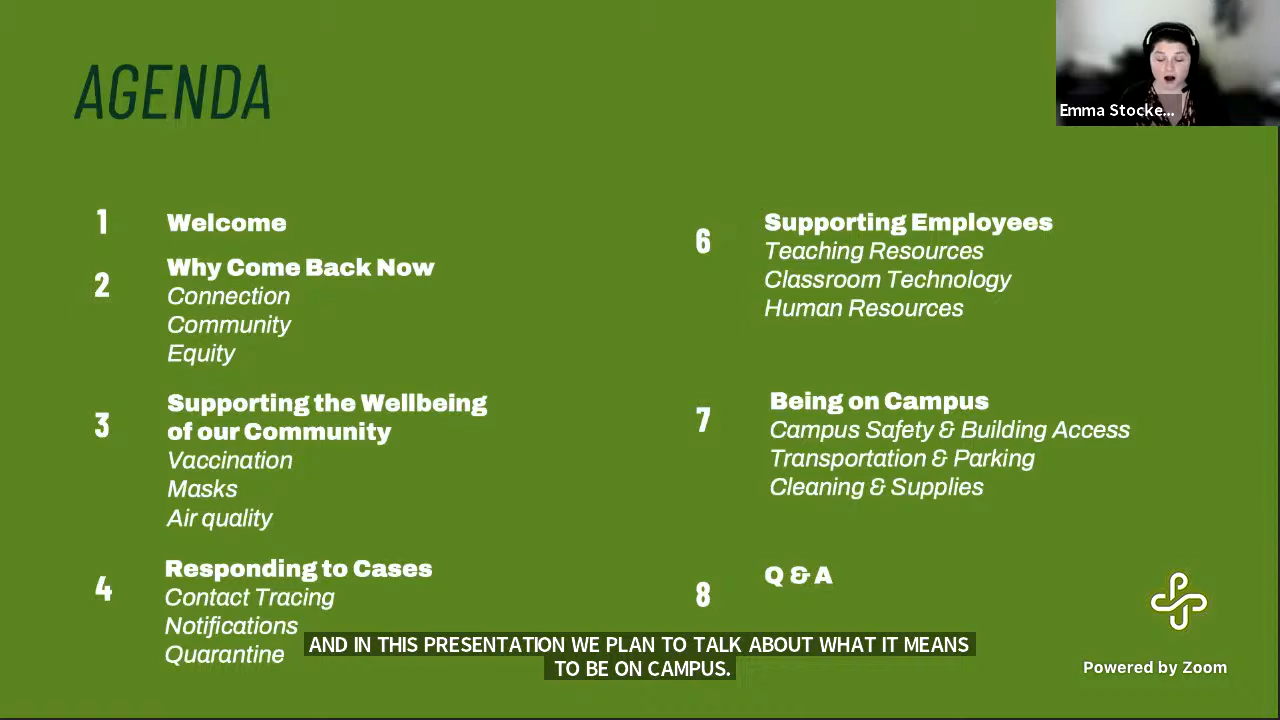 AGENDA
Emma Stocke...
1
Welcome
2
Why Come Back Now
Connection
Community
Equity
3
Supporting the Wellbeing
of our Community
Vaccination
Masks
Air quality
4
Responding to Cases
Contact Tracing
Notifications
Quarantine
6
Supporting Employees
Teaching Resources
Classroom Technology
Human Resources
7
Being on Campus
Campus Safety & Building Access
Transportation & Parking
Cleaning & Supplies
8
Q & A
AND IN THIS PRESENTATION WE PLAN TO TALK ABOUT WHAT IT MEANS
TO BE ON CAMPUS.
Powered by Zoom